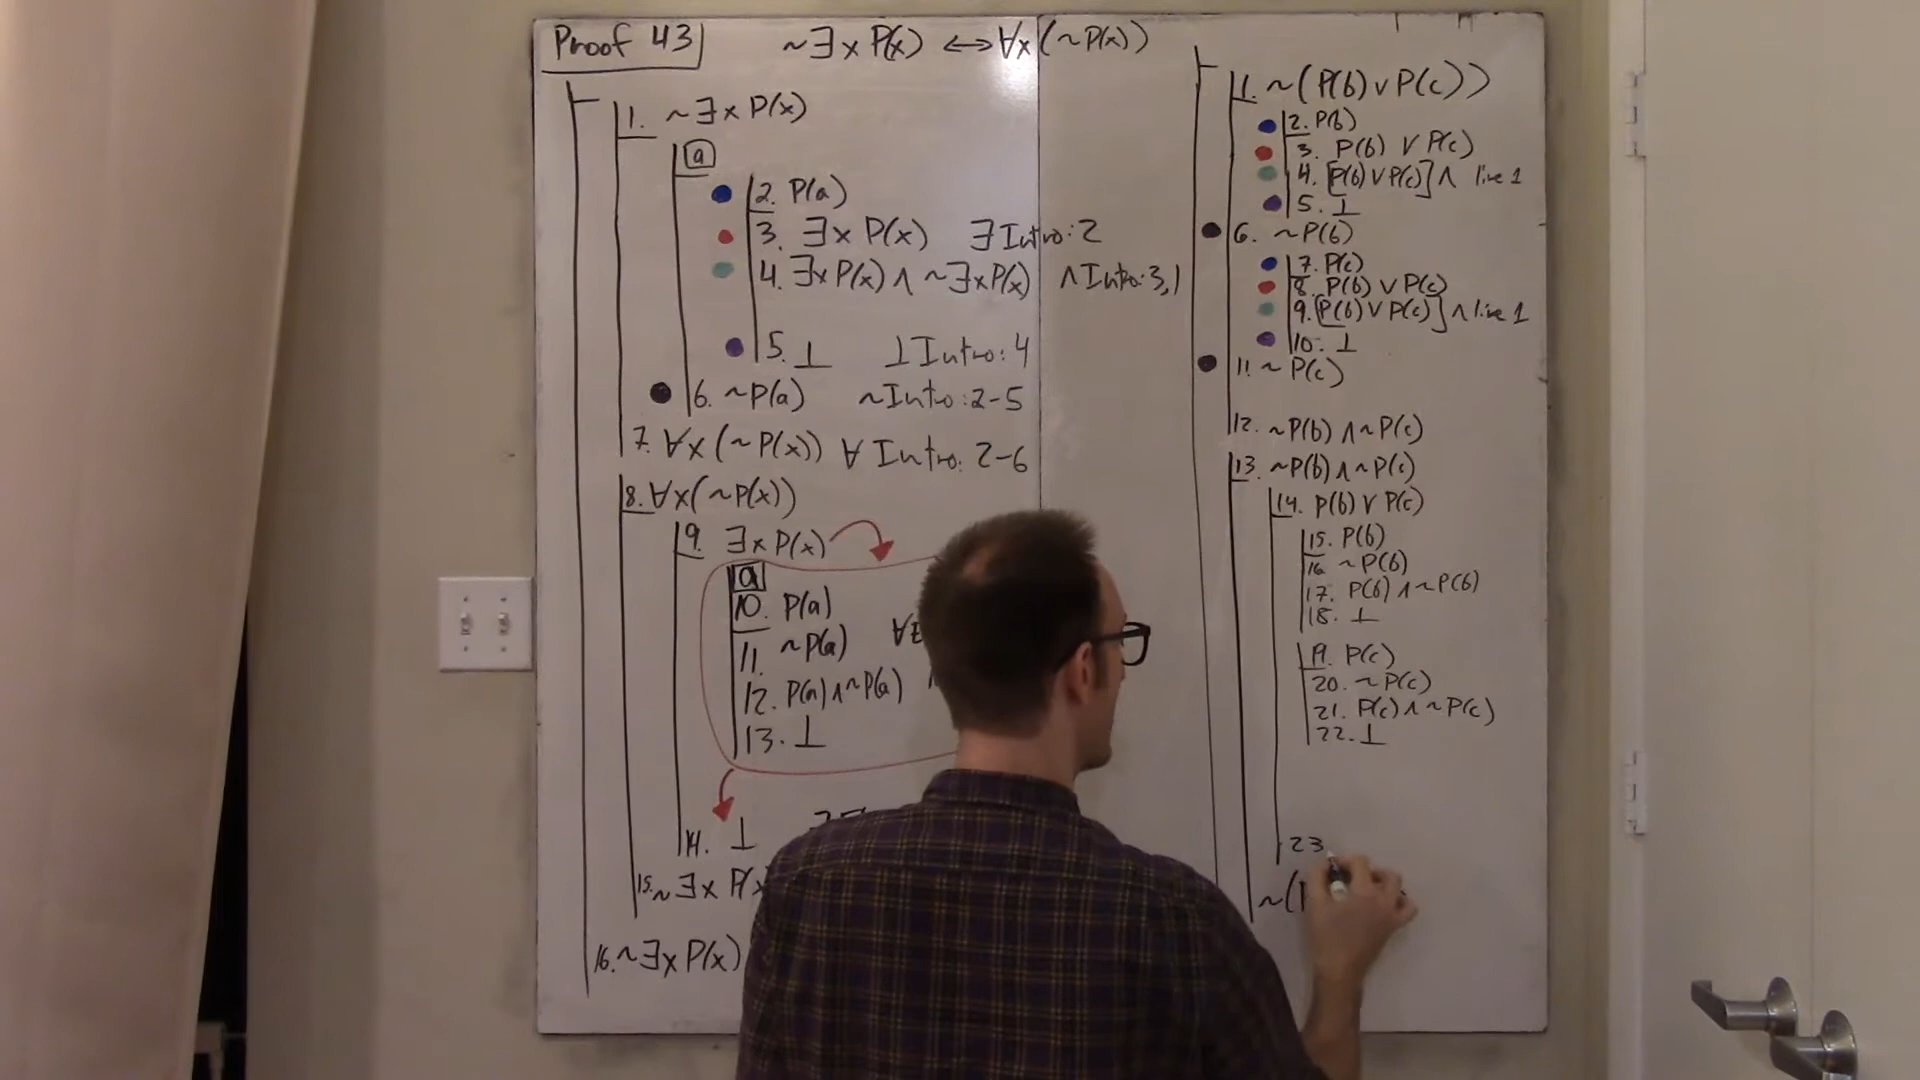 Proof 43
~∃x P(x) ↔ ∀x(~P(x))
1. ~∃x P(x)
a
2. P(a)
3. ∃x P(x) ∃ Intro: 2
4. ∃x P(x) ∧ ~∃x P(x) ∧ Intro: 3, 1
5. ⊥ ⊥ Intro: 4
6. ~P(a) ~Intro: 2-5
7. ∀x (~P(x)) ∀ Intro: 2-6
8. ∀x(~P(x))
9. ∃x P(x)
a
10. P(a)
11. ~P(a)
12. P(a) ∧ ~P(a)
13. ⊥
14. ⊥
15. ~∃x P(x
16. ~∃x P(x)
1. ~(P(b) ∨ P(c))
2. P(b)
3. P(b) ∨ P(c)
4. [P(b) ∨ P(c)] ∧ line 1
5. ⊥
6. ~P(b)
7. P(c)
8. P(b) ∨ P(c)
9. [P(b) ∨ P(c)] ∧ line 1
10. ⊥
11. ~P(c)
12. ~P(b) ∧ ~P(c)
13. ~P(b) ∧ ~P(c)
14. P(b) ∨ P(c)
15. P(b)
16. ~P(b)
17. P(b) ∧ ~P(b)
18. ⊥
19. P(c)
20. ~P(c)
21. P(c) ∧ ~P(c)
22. ⊥
23.
~(